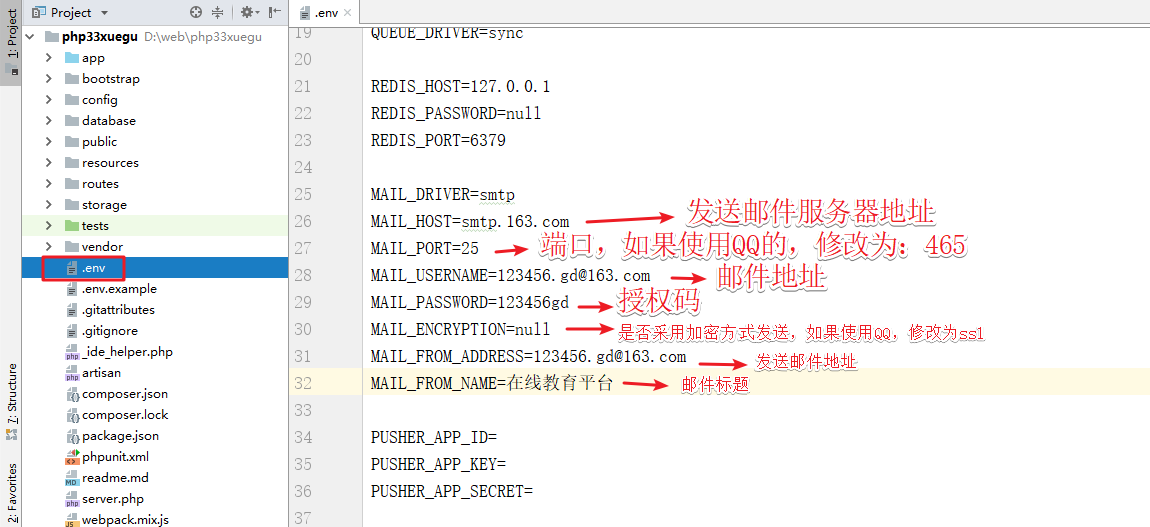 Project
.env
1: Project
php33xuegu D:\web\php33xuegu
app
bootstrap
config
database
public
resources
routes
storage
tests
vendor
.env
.env.example
.gitattributes
.gitignore
_ide_helper.php
artisan
composer.json
composer.lock
package.json
phpunit.xml
readme.md
server.php
webpack.mix.js
7: Structure
2: Favorites
19 QUEUE_DRIVER=sync
20
21 REDIS_HOST=127.0.0.1
22 REDIS_PASSWORD=null
23 REDIS_PORT=6379
24
25 MAIL_DRIVER=smtp
26 MAIL_HOST=smtp.163.com 发送邮件服务器地址
27 MAIL_PORT=25 端口，如果使用QQ的，修改为：465
28 MAIL_USERNAME=123456.gd@163.com 邮件地址
29 MAIL_PASSWORD=123456gd 授权码
30 MAIL_ENCRYPTION=null 是否采用加密方式发送，如果使用QQ，修改为ssl
31 MAIL_FROM_ADDRESS=123456.gd@163.com 发送邮件地址
32 MAIL_FROM_NAME=在线教育平台 邮件标题
33
34 PUSHER_APP_ID=
35 PUSHER_APP_KEY=
36 PUSHER_APP_SECRET=
37